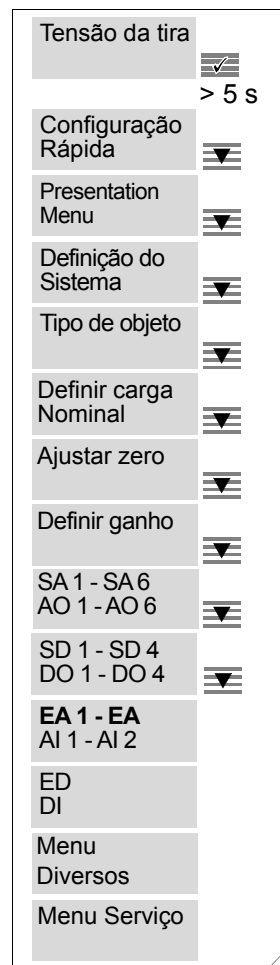 Tensão da tira
> 5 s
Configuração
Rápida
Presentation
Menu
Definição do
Sistema
Tipo de objeto
Definir carga
Nominal
Ajustar zero
Definir ganho
SA 1 - SA 6
AO 1 - AO 6
SD 1 - SD 4
DO 1 - DO 4
EA 1 - EA
AI 1 - AI 2
ED
DI
Menu
Diversos
Menu Serviço